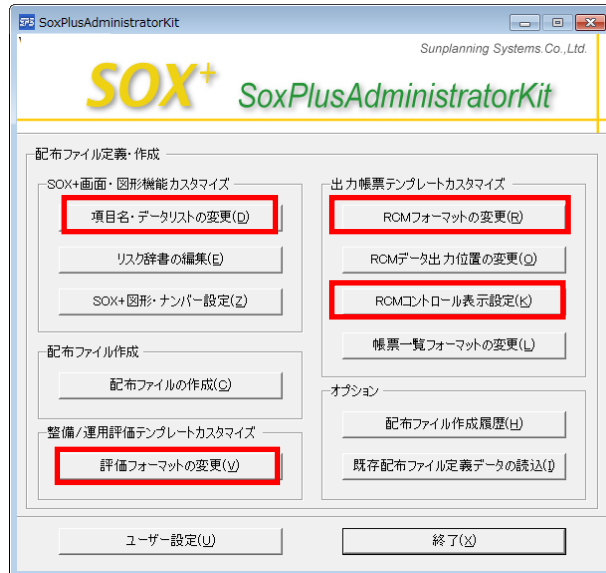 SPS SoxPlusAdministratorKit
Sunplanning Systems.Co.,Ltd.
SOX+ SoxPlusAdministratorKit
配布ファイル定義・作成
SOX+画面・図形機能カスタマイズ
項目名・データリストの変更(D)
リスク辞書の編集(E)
SOX+図形・ナンバー設定(Z)
配布ファイル作成
配布ファイルの作成(C)
整備/運用評価テンプレートカスタマイズ
評価フォーマットの変更(V)
出力帳票テンプレートカスタマイズ
RCMフォーマットの変更(R)
RCMデータ出力位置の変更(O)
RCMコントロール表示設定(K)
帳票一覧フォーマットの変更(L)
オプション
配布ファイル作成履歴(H)
既存配布ファイル定義データの読込(I)
ユーザー設定(U)
終了(X)